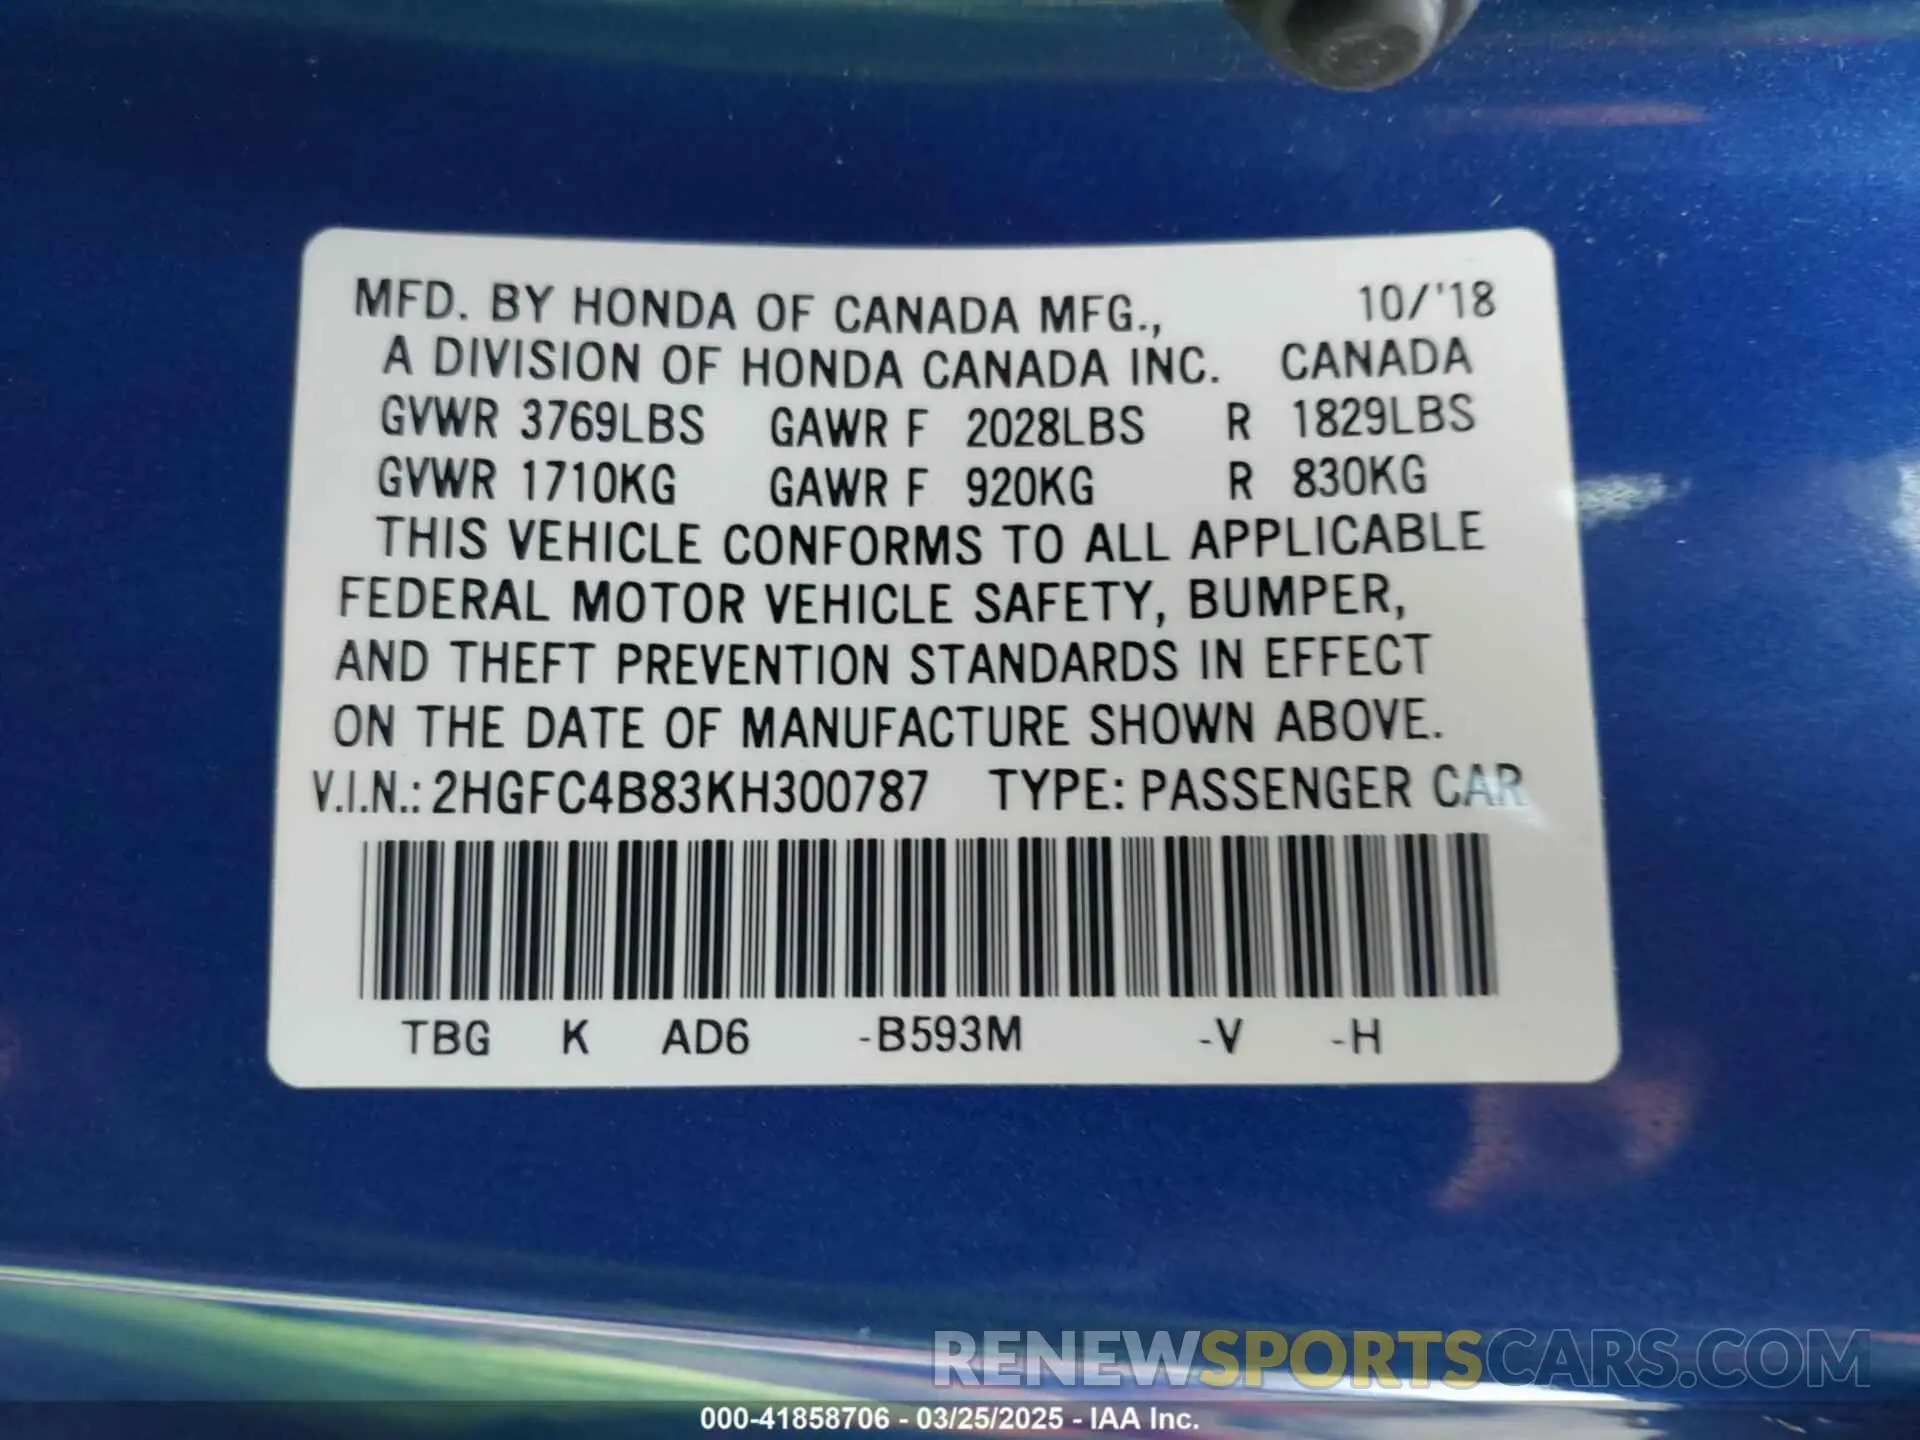 MFD. BY HONDA OF CANADA MFG., 10/'18
A DIVISION OF HONDA CANADA INC. CANADA
GVWR 3769LBS GAWR F 2028LBS R 1829LBS
GVWR 1710KG GAWR F 920KG R 830KG
THIS VEHICLE CONFORMS TO ALL APPLICABLE
FEDERAL MOTOR VEHICLE SAFETY, BUMPER,
AND THEFT PREVENTION STANDARDS IN EFFECT
ON THE DATE OF MANUFACTURE SHOWN ABOVE.
V.I.N.: 2HGFC4B83KH300787 TYPE: PASSENGER CAR
TBG K AD6 -B593M -V -H
RENEWSPORTSCARS.COM
000-41858706 - 03/25/2025 - IAA Inc.